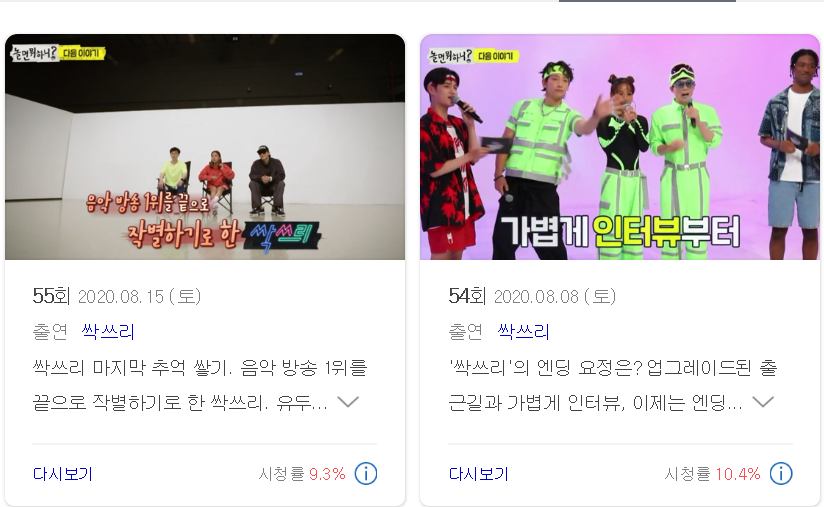 놀면 뭐하니? 다음 이야기
음악 방송 1위를 끝으로
작별하기로 한 싹쓰리
55회 2020.08.15 (토)
출연 싹쓰리
싹쓰리 마지막 추억 쌓기. 음악 방송 1위를
끝으로 작별하기로 한 싹쓰리. 유두...
다시보기 시청률 9.3%
놀면 뭐하니? 다음 이야기
가볍게 인터뷰부터
54회 2020.08.08 (토)
출연 싹쓰리
'싹쓰리'의 엔딩 요정은? 업그레이드된 출
근길과 가볍게 인터뷰, 이제는 엔딩...
다시보기 시청률 10.4%